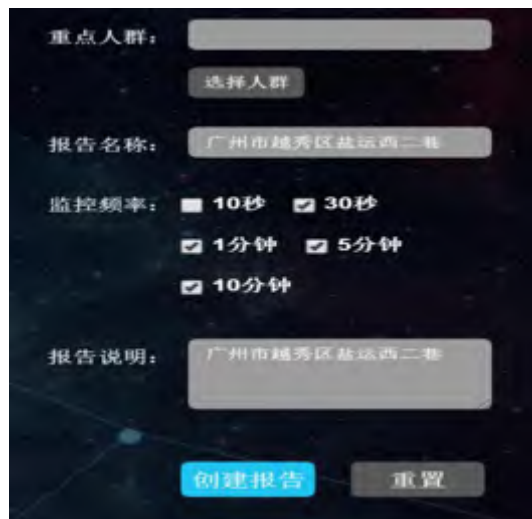 重点人群：
选择人群
报告名称： 广州市越秀区盐运西二巷
监控频率： 10秒 30秒
1分钟 5分钟
10分钟
报告说明： 广州市越秀区盐运西二巷
创建报告 重置